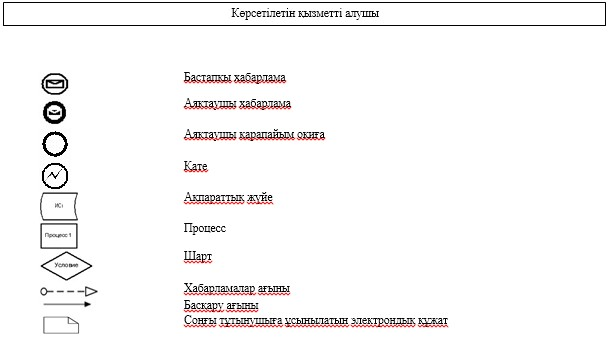 Көрсетілетін қызметті алушы
Бастапқы хабарлама
Аяқтаушы хабарлама
Аяқтаушы қарапайым оқиға
Қате
ИС₁ Ақпараттық жүйе
Процесс 1 Процесс
Условие Шарт
Хабарламалар ағыны
Басқару ағыны
Соңғы тұтынушыға ұсынылатын электрондық құжат